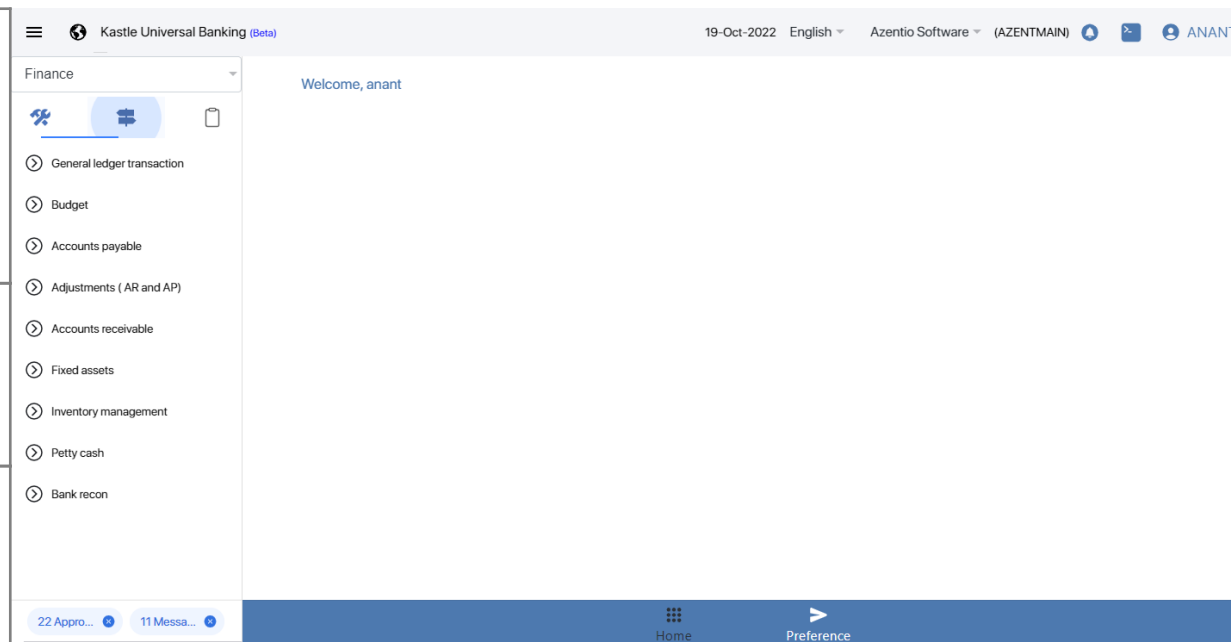 Kastle Universal Banking (Beta)
19-Oct-2022 English Azentio Software (AZENTMAIN) ANANT
Finance
Welcome, anant
General ledger transaction
Budget
Accounts payable
Adjustments ( AR and AP)
Accounts receivable
Fixed assets
Inventory management
Petty cash
Bank recon
22 Appro... 11 Messa...
Home Preference